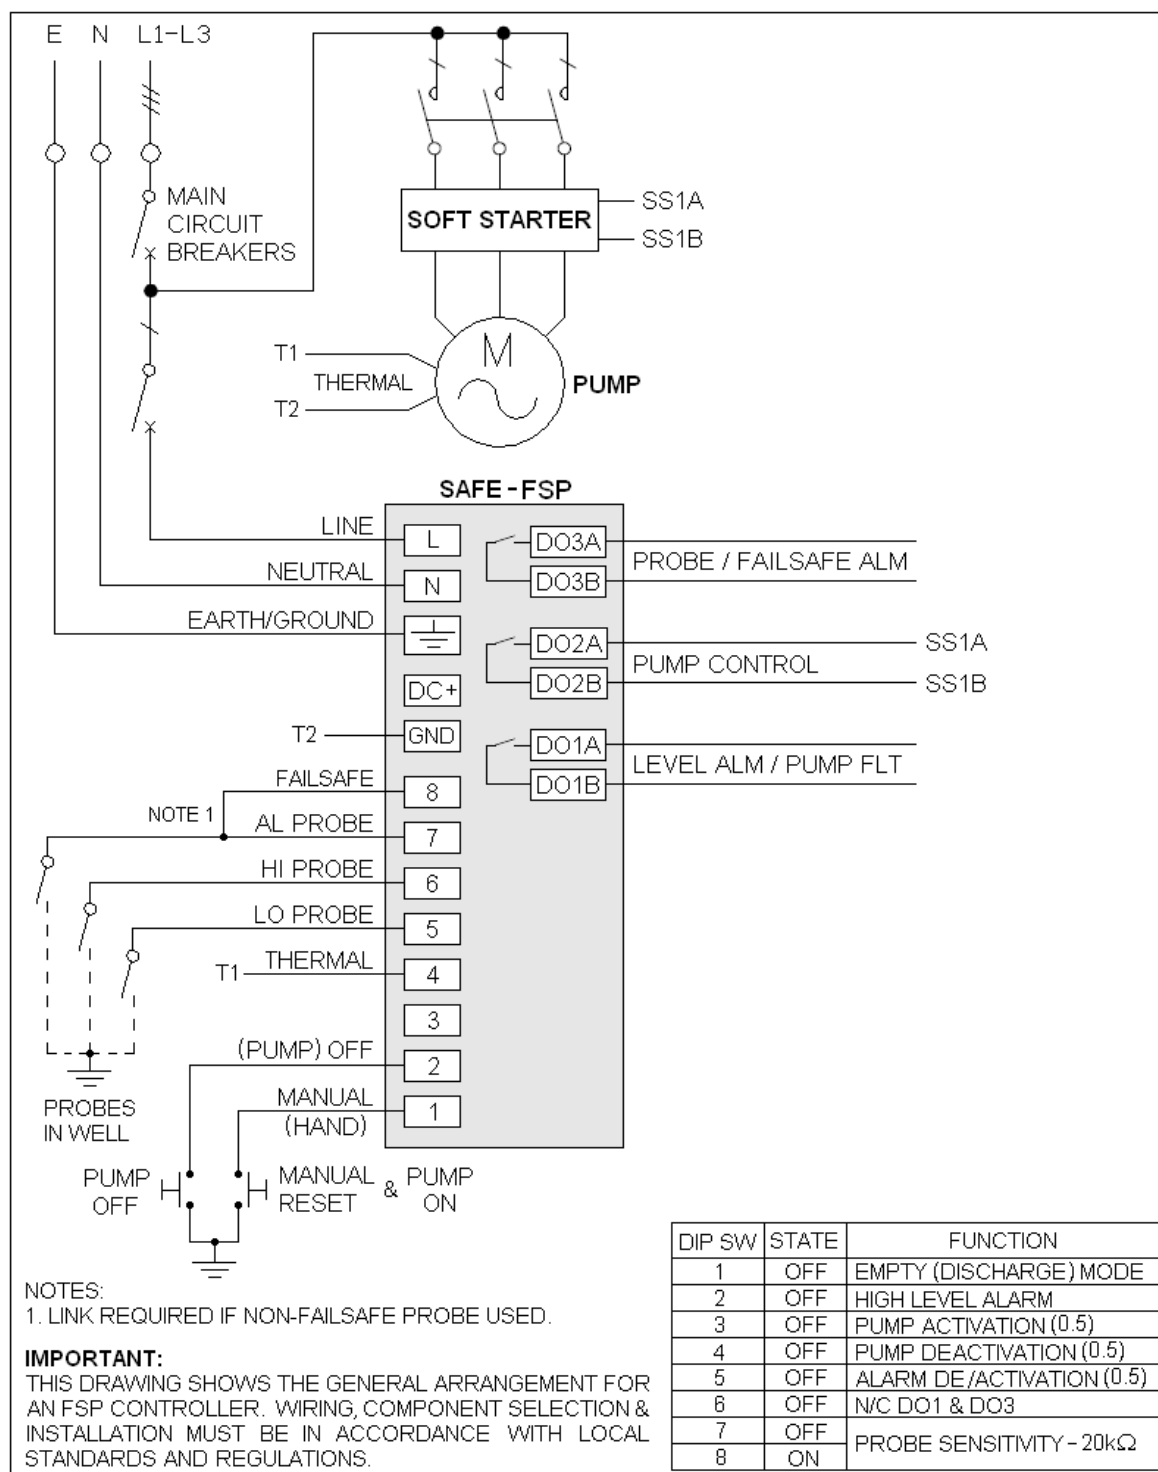 E N L1-L3
MAIN
CIRCUIT
BREAKERS
SOFT STARTER
SS1A
SS1B
M
T1
THERMAL
T2
PUMP
SAFE-FSP
LINE
L
NEUTRAL
N
EARTH/GROUND
DC+
T2
GND
FAILSAFE
8
NOTE 1
AL PROBE
7
HI PROBE
6
LO PROBE
5
T1
THERMAL
4
3
(PUMP) OFF
2
MANUAL
(HAND)
1
DO3A
PROBE / FAILSAFE ALM
DO3B
DO2A
SS1A
PUMP CONTROL
DO2B
SS1B
DO1A
LEVEL ALM / PUMP FLT
DO1B
PROBES
IN WELL
PUMP
OFF
MANUAL & PUMP
RESET ON
NOTES:
1. LINK REQUIRED IF NON-FAILSAFE PROBE USED.
IMPORTANT:
THIS DRAWING SHOWS THE GENERAL ARRANGEMENT FOR
AN FSP CONTROLLER. WIRING, COMPONENT SELECTION &
INSTALLATION MUST BE IN ACCORDANCE WITH LOCAL
STANDARDS AND REGULATIONS.
DIP SW STATE FUNCTION
1 OFF EMPTY (DISCHARGE) MODE
2 OFF HIGH LEVEL ALARM
3 OFF PUMP ACTIVATION (0.5)
4 OFF PUMP DEACTIVATION (0.5)
5 OFF ALARM DE/ACTIVATION (0.5)
6 OFF N/C DO1 & DO3
7 OFF PROBE SENSITIVITY - 20kΩ
8 ON